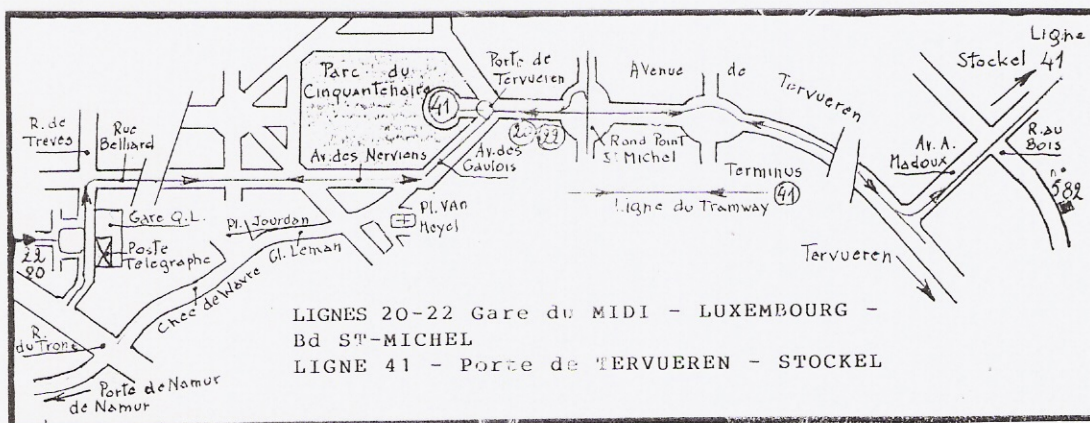 Ligne
Stockel 41
Parc du
Cinquantenaire
41
Porte de
Tervueren
Avenue de
Tervueren
R. de
Trèves
Rue
Belliard
Av. des Nerviens
Av. des
Gaulois
20 22
Rond Point
St Michel
Av. A.
Madoux
R. au
Bois
n°
582
Terminus
Ligne du Tramway 41
Gare Q.L.
Pl. Jourdan
Pl. VAN
Meyel
Gl. Leman
Poste
Telegraphe
22
20
Chee de Wavre
Tervueren
R.
du Trone
Porte de Namur
de Namur
LIGNES 20-22 Gare du MIDI - LUXEMBOURG -
Bd ST-MICHEL
LIGNE 41 - Porte de TERVUEREN - STOCKEL